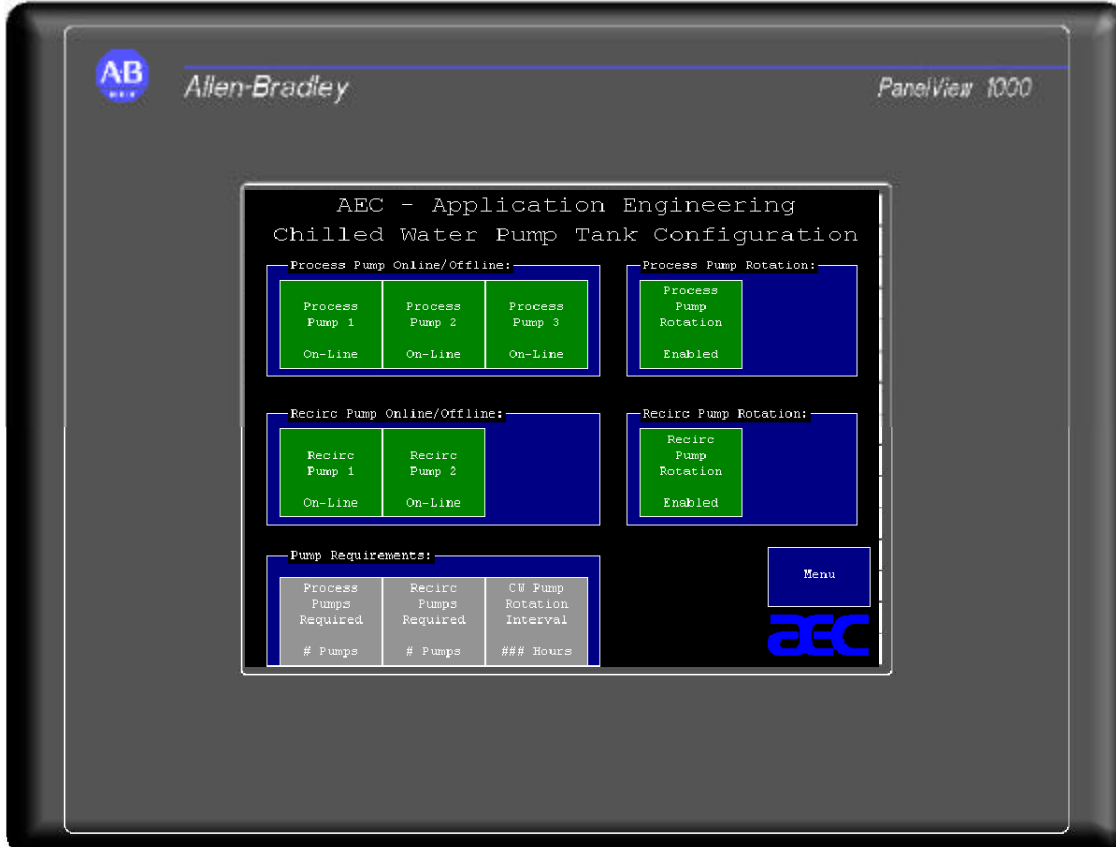 AB
Allen-Bradley
PanelView 1000
AEC - Application Engineering
Chilled Water Pump Tank Configuration
Process Pump Online/Offline:
Process
Pump 1
On-Line
Process
Pump 2
On-Line
Process
Pump 3
On-Line
Process Pump Rotation:
Process
Pump
Rotation
Enabled
Recirc Pump Online/Offline:
Recirc
Pump 1
On-Line
Recirc
Pump 2
On-Line
Recirc Pump Rotation:
Recirc
Pump
Rotation
Enabled
Pump Requirements:
Process
Pumps
Required
# Pumps
Recirc
Pumps
Required
# Pumps
CW Pump
Rotation
Interval
### Hours
Menu
aec